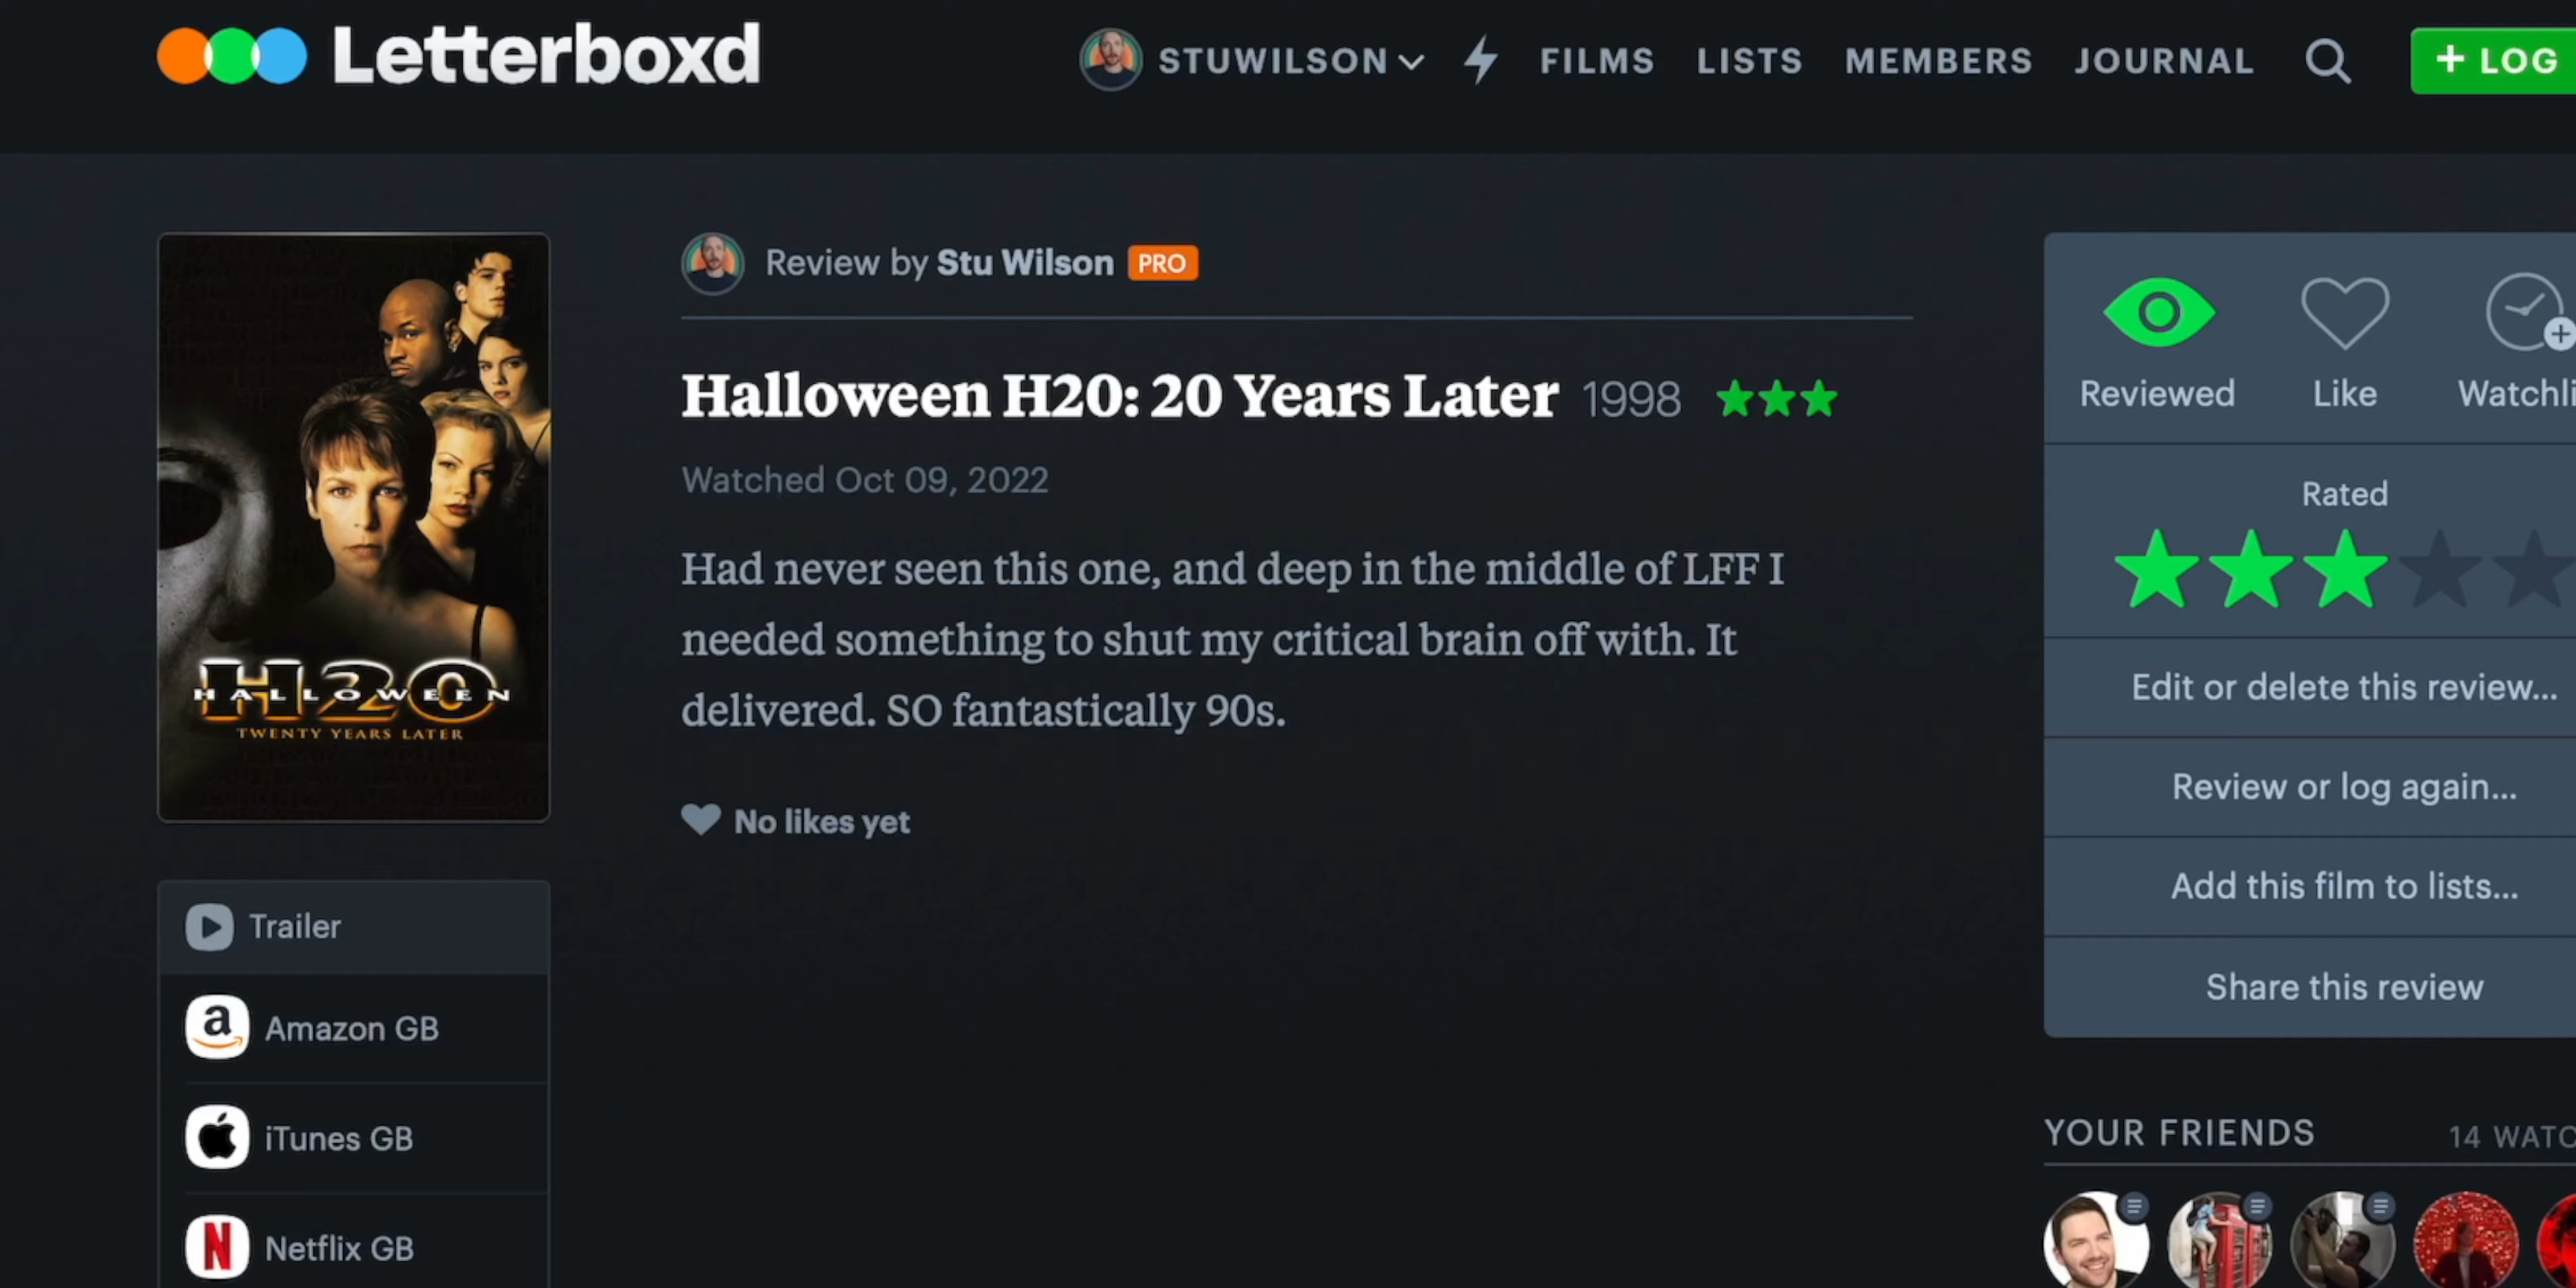 Letterboxd
STUWILSON
FILMS
LISTS
MEMBERS
JOURNAL
+ LOG
Review by Stu Wilson PRO
Halloween H20: 20 Years Later 1998
Watched Oct 09, 2022
Had never seen this one, and deep in the middle of LFF I
needed something to shut my critical brain off with. It
delivered. SO fantastically 90s.
No likes yet
H20
HALLOWEEN
TWENTY YEARS LATER
Trailer
Amazon GB
iTunes GB
Netflix GB
Reviewed
Like
Watchli
Rated
Edit or delete this review...
Review or log again...
Add this film to lists...
Share this review
YOUR FRIENDS
14 WATC